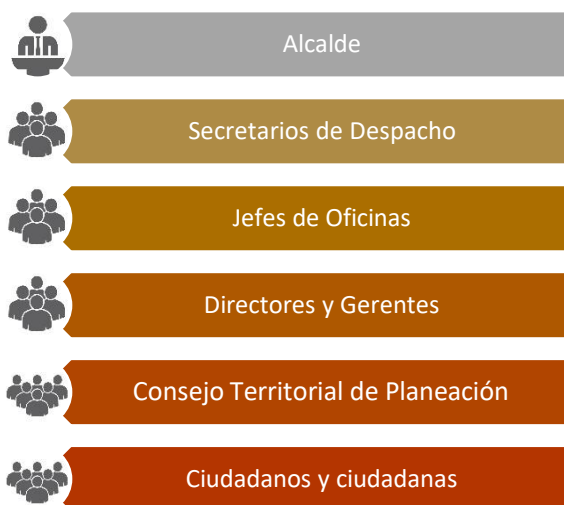 Alcalde
Secretarios de Despacho
Jefes de Oficinas
Directores y Gerentes
Consejo Territorial de Planeación
Ciudadanos y ciudadanas